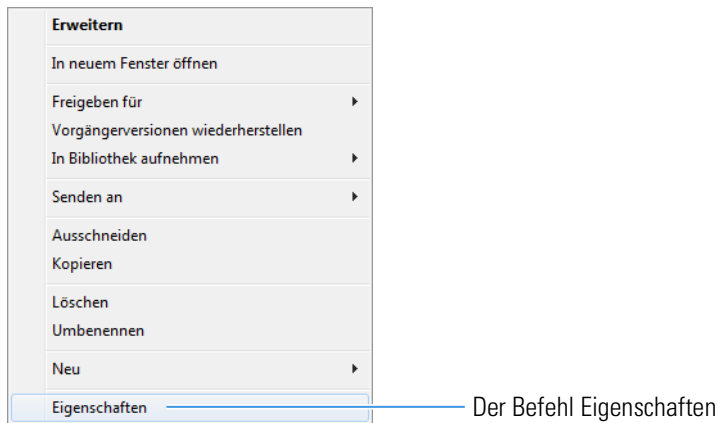 Erweitern
In neuem Fenster öffnen
Freigeben für
Vorgängerversionen wiederherstellen
In Bibliothek aufnehmen
Senden an
Ausschneiden
Kopieren
Löschen
Umbenennen
Neu
Eigenschaften Der Befehl Eigenschaften